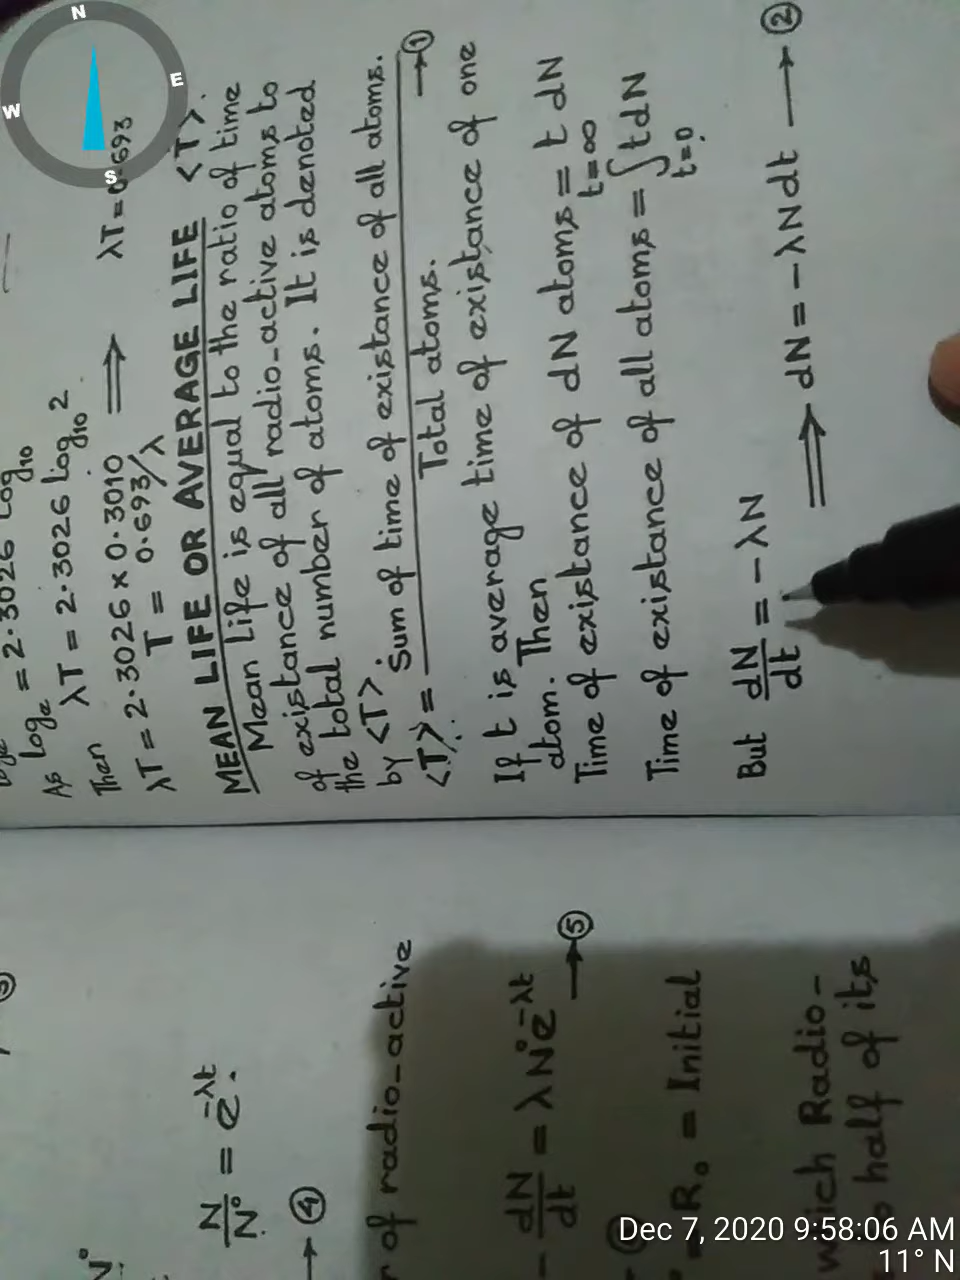 loge = 2.3026 log10
As λT = 2.3026 log10 2
Then
λT = 2.3026 × 0.3010 ⟹ λT = 0.693
T = 0.693/λ
MEAN LIFE OR AVERAGE LIFE <T>.
Mean Life is equal to the ratio of time
of existance of all radio-active atoms to
the total number of atoms. It is denoted
by <T>.
<T> = Sum of time of existance of all atoms. → ①
Total atoms.
If t is average time of existance of one
atom. Then
Time of existance of dN atoms = t dN
t=∞
Time of existance of all atoms = ∫ t dN
t=0.
But dN/dt = -λN ⟹ dN = -λNdt → ②
N/N° = e^-λt.
→ ④
of radio-active
- dN/dt = λN°e^-λt → ⑤
= R₀ = Initial
which Radio-
half of its
N
E
S
W
Dec 7, 2020 9:58:06 AM
11° N